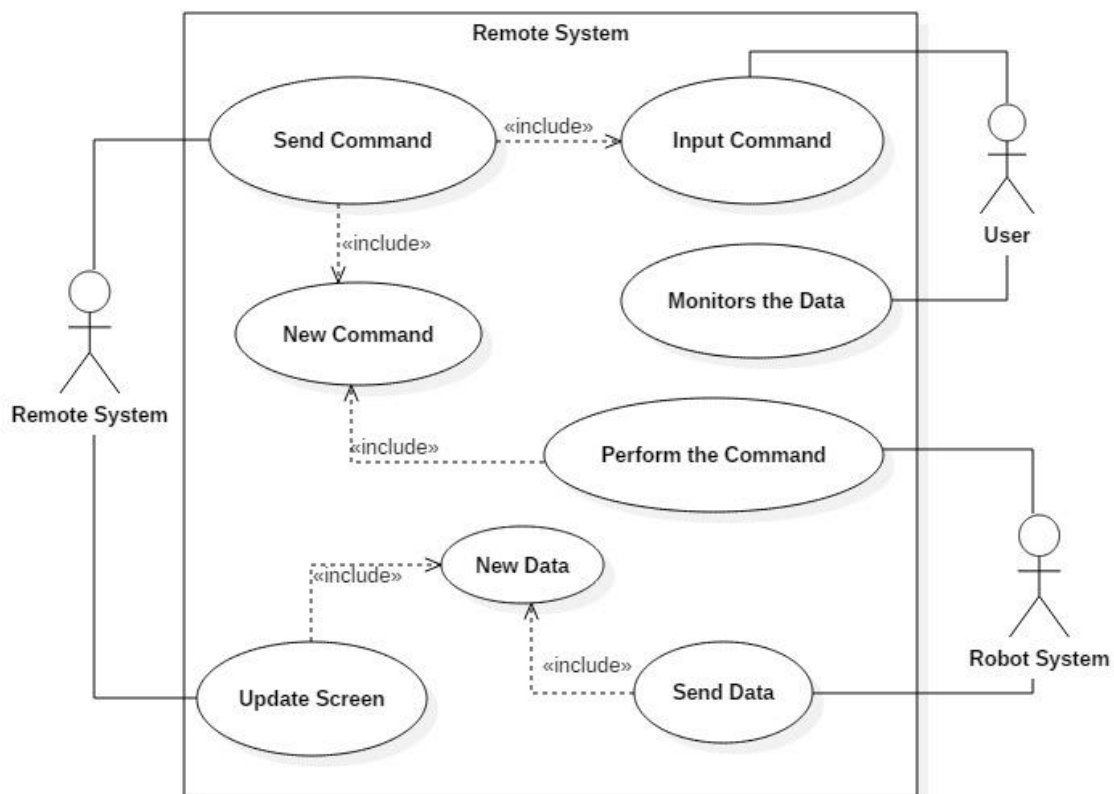 Remote System
Send Command
«include»
Input Command
User
«include»
Monitors the Data
New Command
Remote System
«include»
Perform the Command
New Data
«include»
Robot System
«include»
Update Screen
Send Data